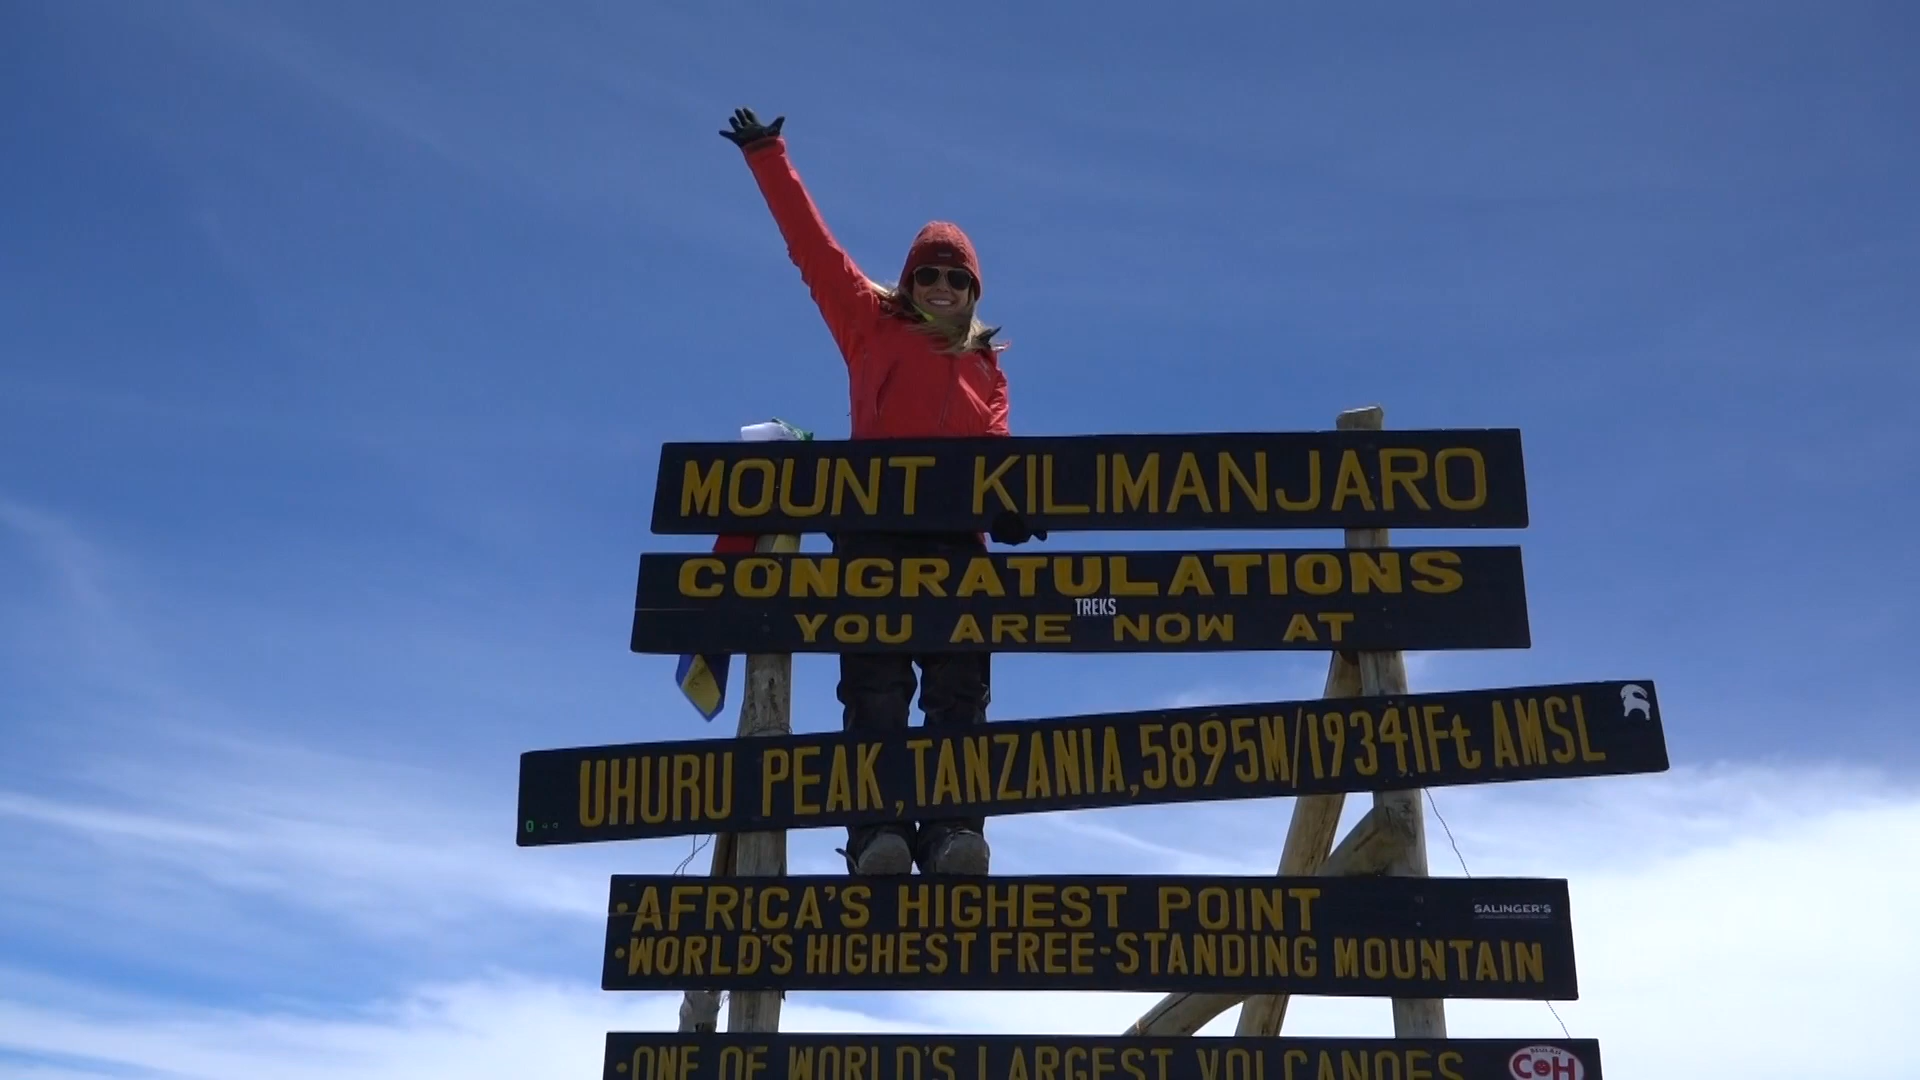 MOUNT KILIMANJARO
CONGRATULATIONS
TREKS
YOU ARE NOW AT
UHURU PEAK, TANZANIA, 5895M/19341Ft AMSL
•AFRICA'S HIGHEST POINT
SALINGER'S
•WORLD'S HIGHEST FREE-STANDING MOUNTAIN
•ONE OF WORLD'S LARGEST VOLCANOES
COH